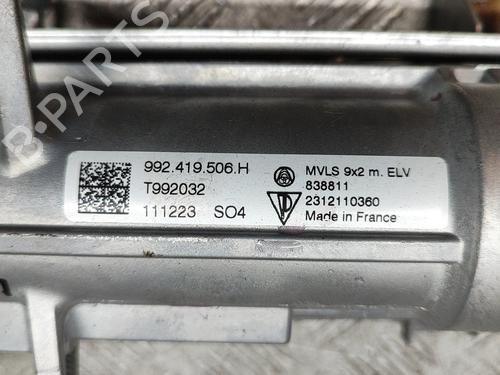 B-PARTS
992.419.506.H
T992032
111223 SO4
MVLS 9x2 m. ELV
838811
2312110360
Made in France